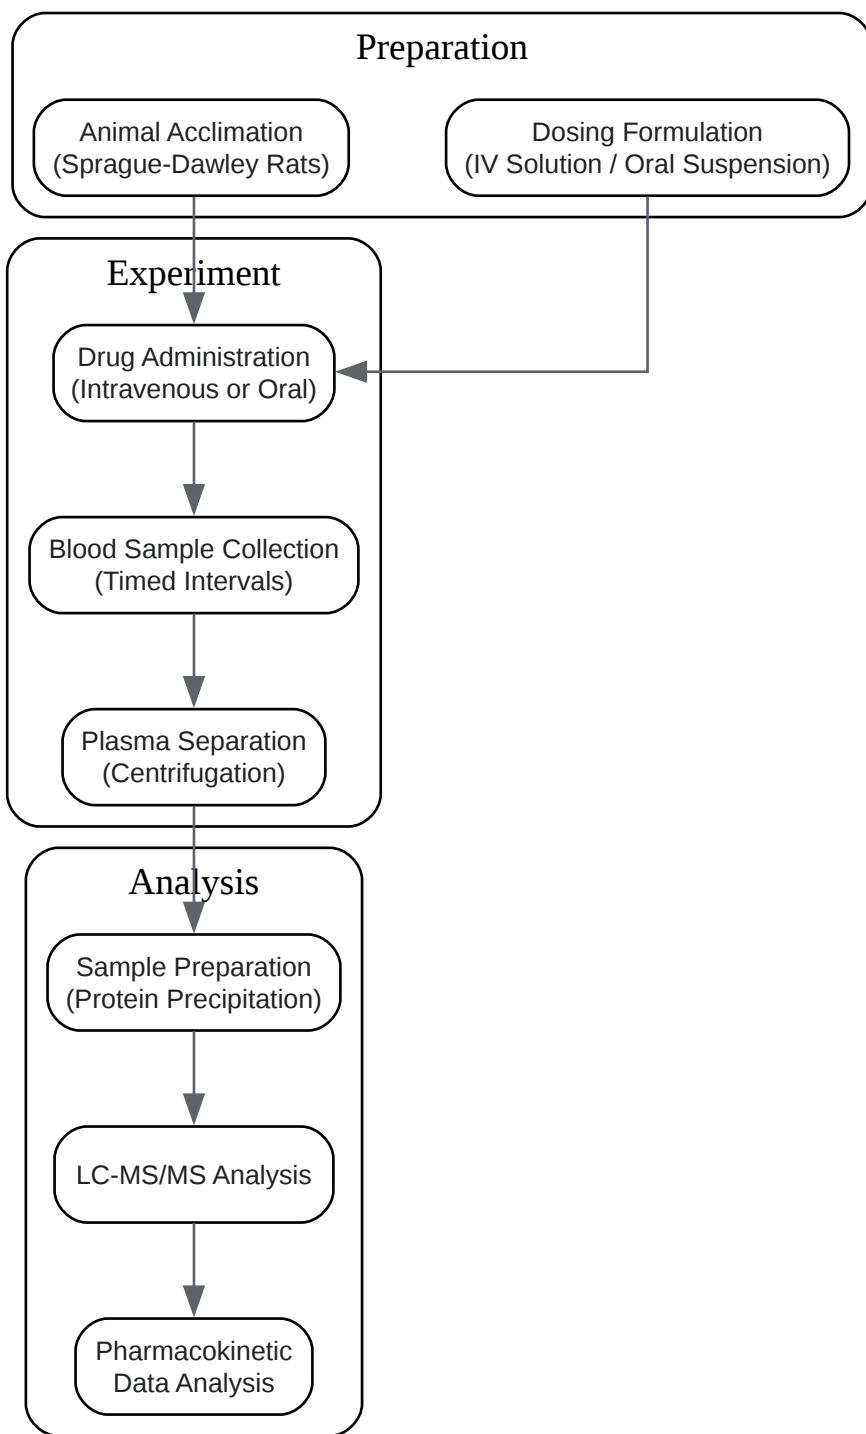 Preparation
Animal Acclimation
(Sprague-Dawley Rats)
Dosing Formulation
(IV Solution / Oral Suspension)
Experiment
Drug Administration
(Intravenous or Oral)
Blood Sample Collection
(Timed Intervals)
Plasma Separation
(Centrifugation)
Analysis
Sample Preparation
(Protein Precipitation)
LC-MS/MS Analysis
Pharmacokinetic
Data Analysis